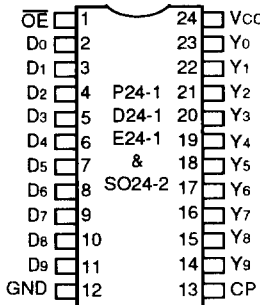 OE 1 24 Vcc
D0 2 23 Y0
D1 3 22 Y1
D2 4 P24-1 21 Y2
D3 5 D24-1 20 Y3
D4 6 E24-1 19 Y4
D5 7 & 18 Y5
D6 8 SO24-2 17 Y6
D7 9 16 Y7
D8 10 15 Y8
D9 11 14 Y9
GND 12 13 CP